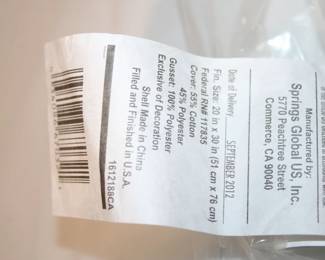 Manufactured by:
Springs Global US, Inc.
5770 Peachtree Street
Commerce, CA 90040
Date of Delivery SEPTEMBER 2012
Fin. Size: 20 in x 30 in (51 cm x 76 cm)
Federal RN# 117835
Cover: 55% Cotton
45% Polyester
Gusset: 100% Polyester
Exclusive of Decoration
Shell Made in China
Filled and Finished in U.S.A.
1612188CA